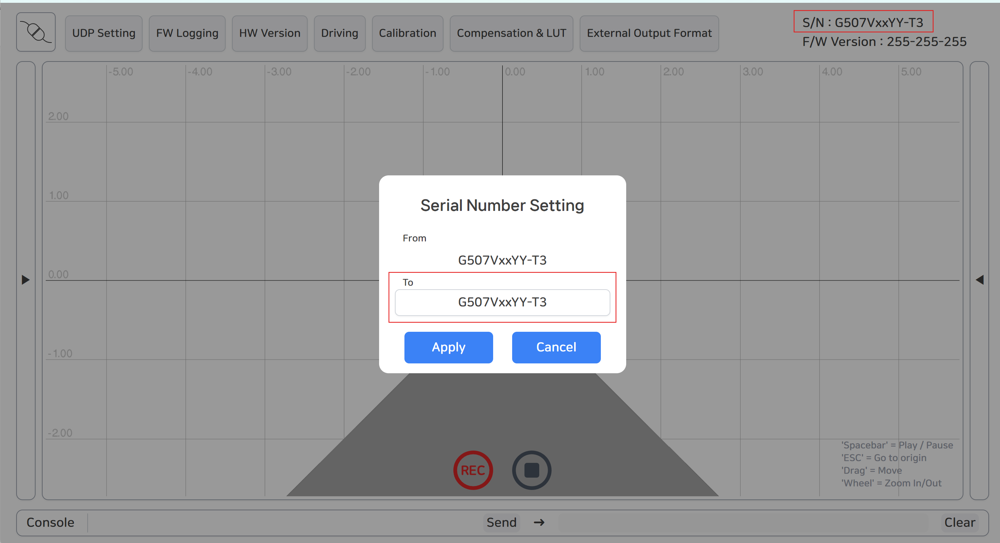 UDP Setting
FW Logging
HW Version
Driving
Calibration
Compensation & LUT
External Output Format
S/N : G507VxxYY-T3
F/W Version : 255-255-255
-5.00 -4.00 -3.00 -2.00 -1.00 0.00 1.00 2.00 3.00 4.00 5.00
2.00
1.00
0.00
-1.00
-2.00
Serial Number Setting
From
G507VxxYY-T3
To
G507VxxYY-T3
Apply
Cancel
REC
'Spacebar' = Play / Pause
'ESC' = Go to origin
'Drag' = Move
'Wheel' = Zoom In/Out
Console
Send →
Clear